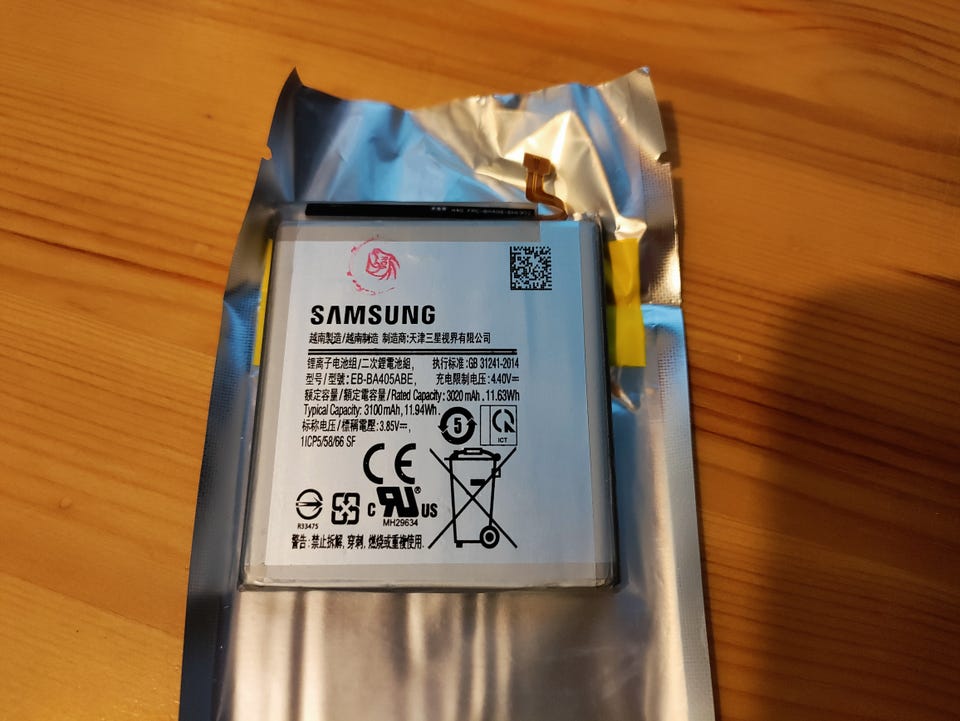 SAMSUNG
越南製造/越南制造 制造商:天津三星视界有限公司
锂离子电池组/二次鋰電池組, 执行标准: GB 31241-2014
型号/型號: EB-BA405ABE, 充电限制电压: 4.40V⎓
额定容量/額定電容量/Rated Capacity: 3020 mAh, 11.63Wh
Typical Capacity: 3100 mAh, 11.94Wh.
标称电压/標稱電壓: 3.85V⎓,
1ICP5/58/66 SF
5
ICT
CE
c RU® US
R33475
MH29634
警告: 禁止拆解, 穿刺, 燃烧或重複使用.